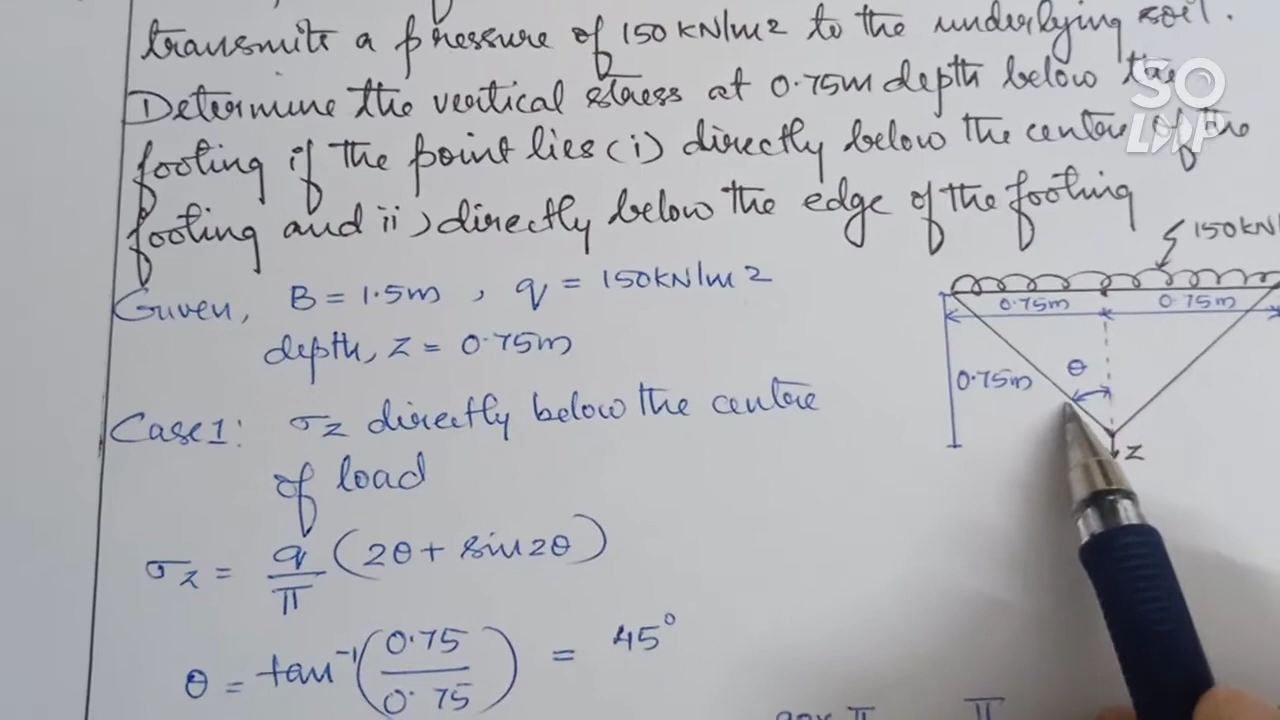 transmits a pressure of 150 KN/m2 to the underlying soil.
Determine the vertical stress at 0.75m depth below the
footing if the point lies (i) directly below the centre of the
footing and ii) directly below the edge of the footing
Given, B = 1.5m, q = 150KN/m2
depth, z = 0.75m
Case 1: σz directly below the centre
of load
σz = q/π (2θ + sin2θ)
θ = tan⁻¹(0.75/0.75) = 45°
π
150KN/
0.75m 0.75m
0.75m
θ
z
SO
LAP